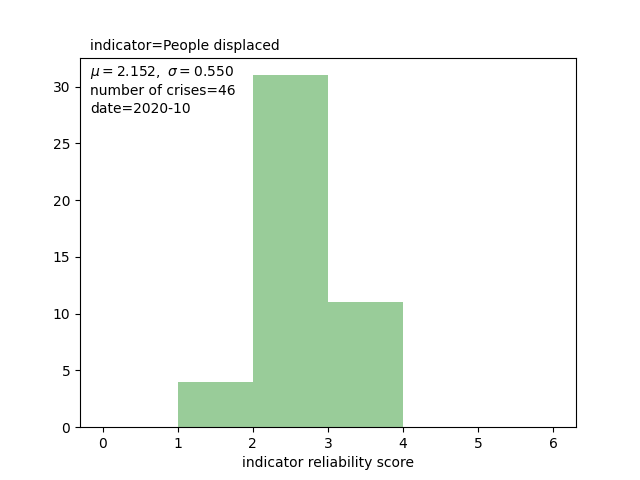 indicator=People displaced
μ = 2.152, σ = 0.550
number of crises=46
date=2020-10
30
25
20
15
10
5
0
0 1 2 3 4 5 6
indicator reliability score